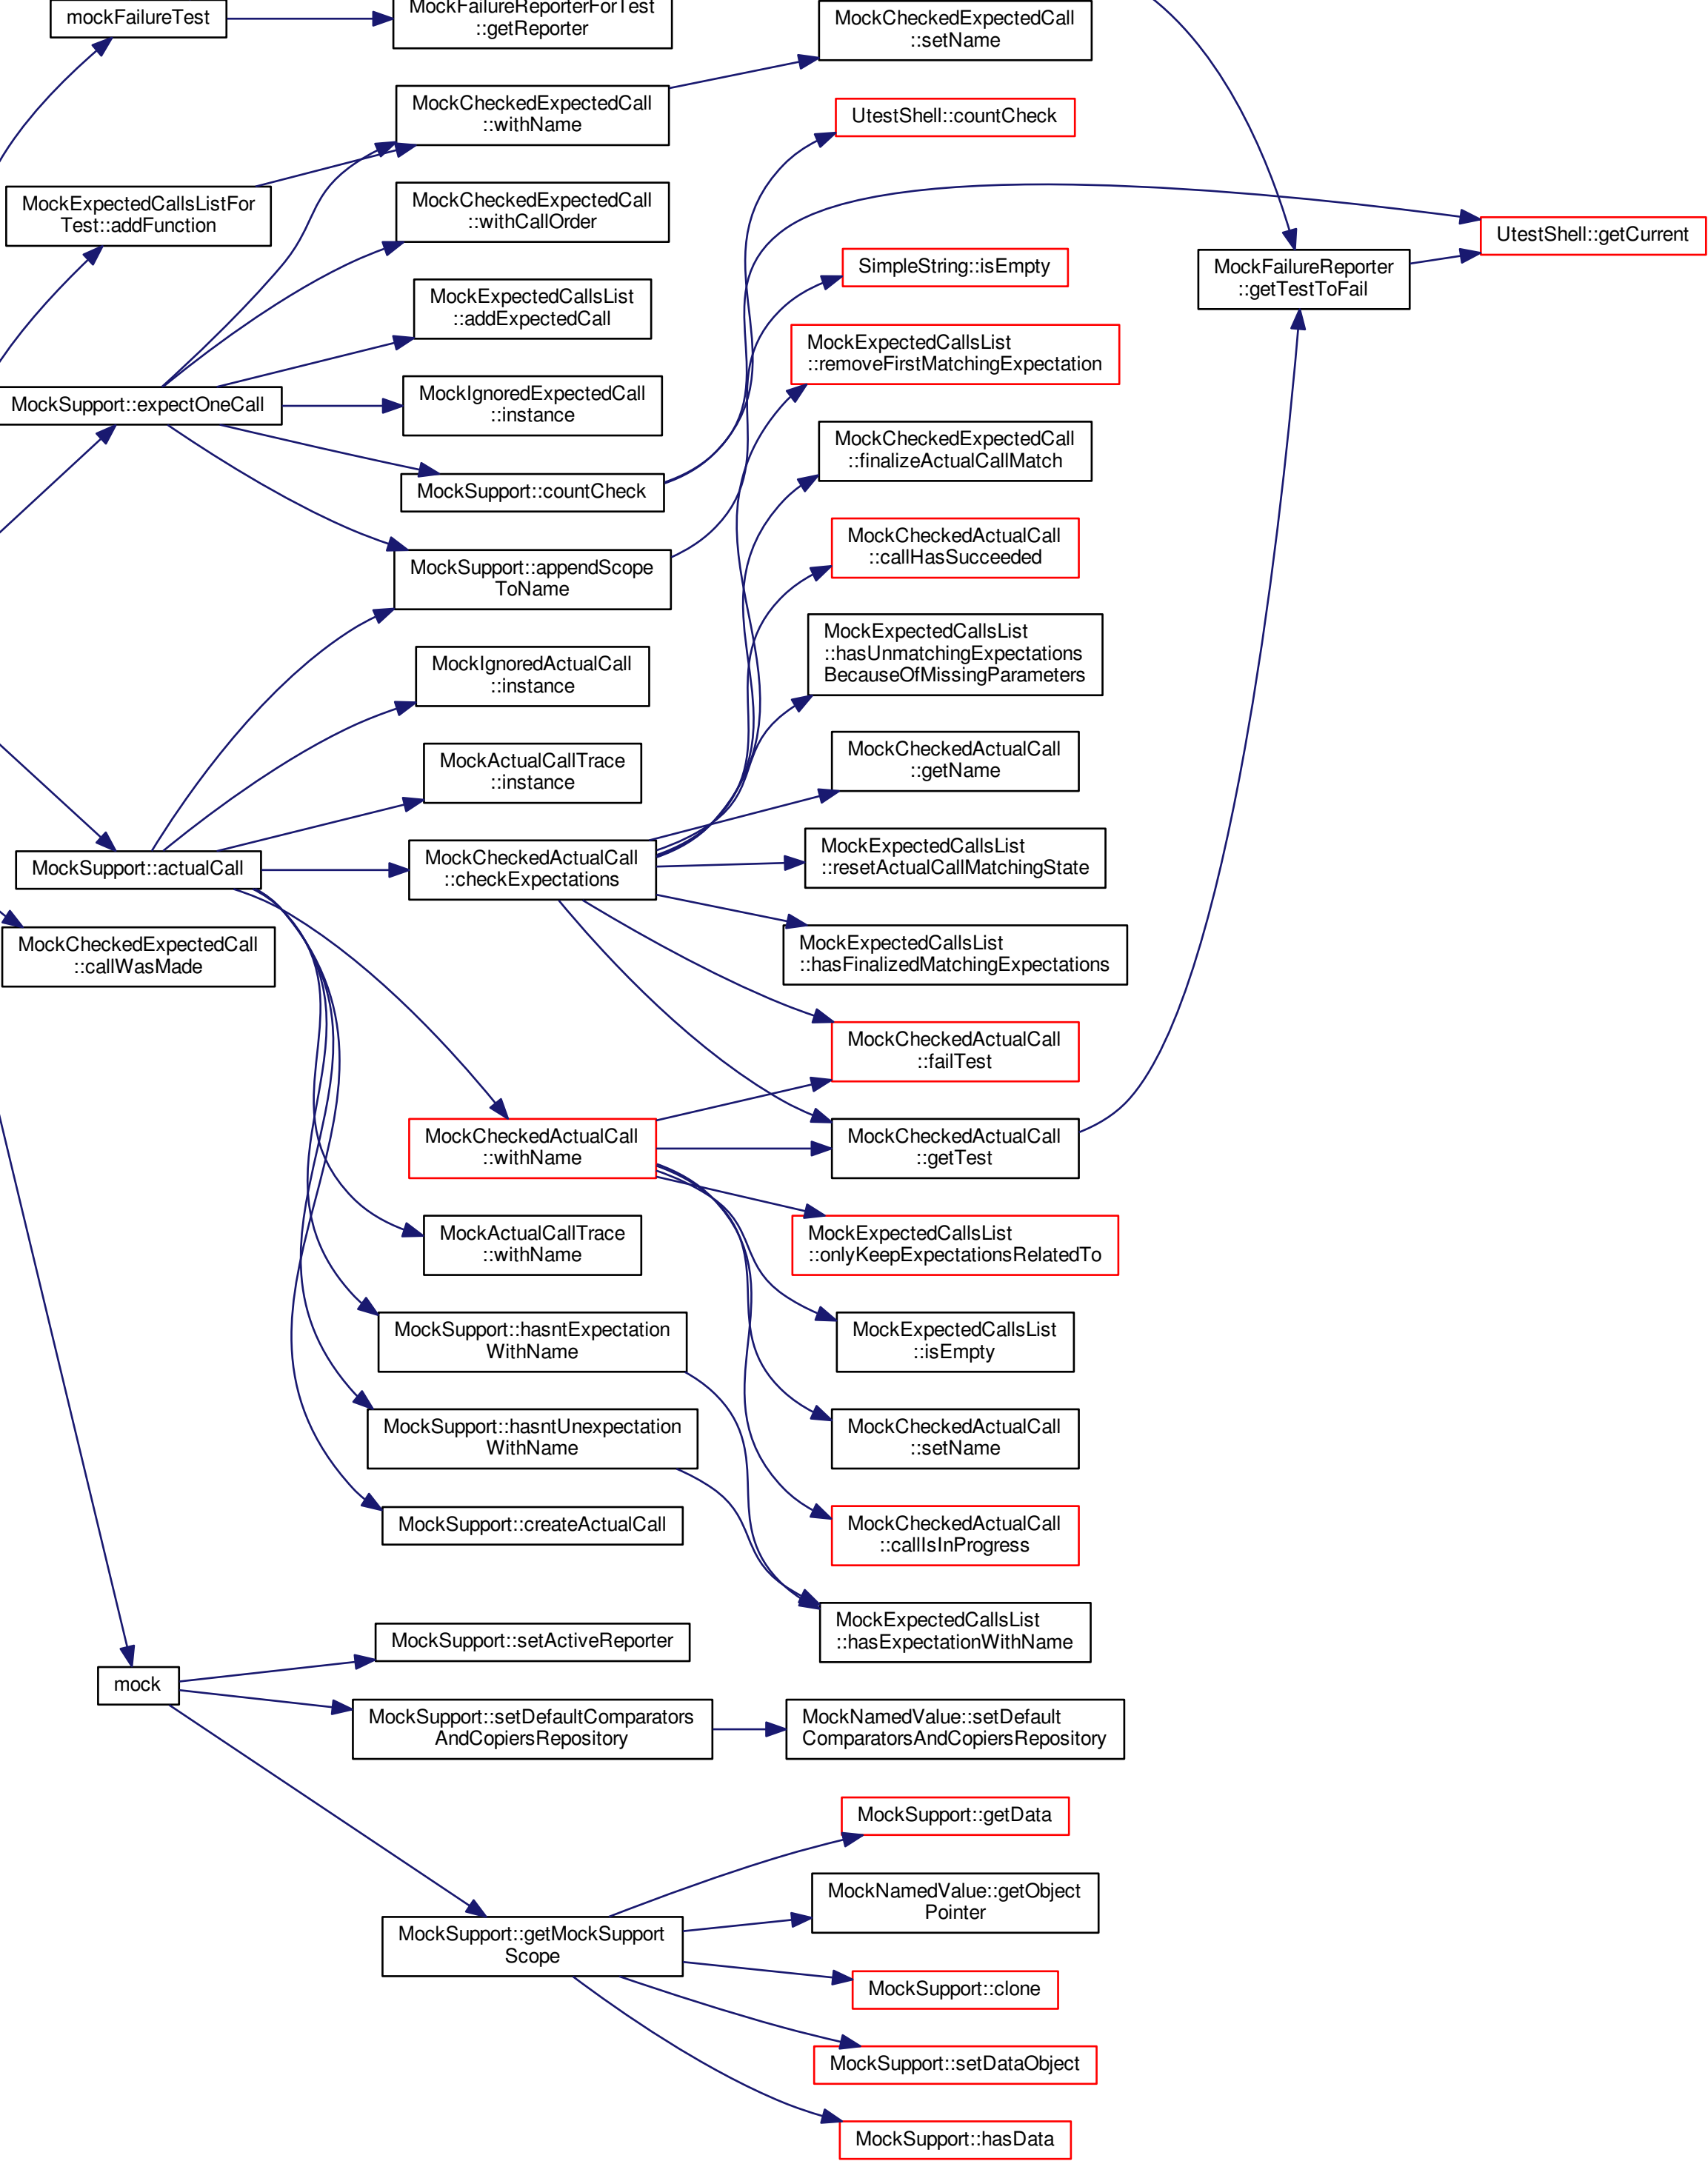 mockFailureTest
MockFailureReporterForTest
::getReporter
MockCheckedExpectedCall
::setName
MockCheckedExpectedCall
::withName
UtestShell::countCheck
MockExpectedCallsListFor
Test::addFunction
MockCheckedExpectedCall
::withCallOrder
UtestShell::getCurrent
SimpleString::isEmpty
MockFailureReporter
::getTestToFail
MockExpectedCallsList
::addExpectedCall
MockExpectedCallsList
::removeFirstMatchingExpectation
MockSupport::expectOneCall
MockIgnoredExpectedCall
::instance
MockCheckedExpectedCall
::finalizeActualCallMatch
MockSupport::countCheck
MockCheckedActualCall
::callHasSucceeded
MockSupport::appendScope
ToName
MockExpectedCallsList
::hasUnmatchingExpectations
BecauseOfMissingParameters
MockIgnoredActualCall
::instance
MockCheckedActualCall
::getName
MockActualCallTrace
::instance
MockSupport::actualCall
MockCheckedActualCall
::checkExpectations
MockExpectedCallsList
::resetActualCallMatchingState
MockCheckedExpectedCall
::callWasMade
MockExpectedCallsList
::hasFinalizedMatchingExpectations
MockCheckedActualCall
::failTest
MockCheckedActualCall
::withName
MockCheckedActualCall
::getTest
MockActualCallTrace
::withName
MockExpectedCallsList
::onlyKeepExpectationsRelatedTo
MockSupport::hasntExpectation
WithName
MockExpectedCallsList
::isEmpty
MockSupport::hasntUnexpectation
WithName
MockCheckedActualCall
::setName
MockSupport::createActualCall
MockCheckedActualCall
::callIsInProgress
MockExpectedCallsList
::hasExpectationWithName
MockSupport::setActiveReporter
mock
MockSupport::setDefaultComparators
AndCopiersRepository
MockNamedValue::setDefault
ComparatorsAndCopiersRepository
MockSupport::getData
MockNamedValue::getObject
Pointer
MockSupport::getMockSupport
Scope
MockSupport::clone
MockSupport::setDataObject
MockSupport::hasData